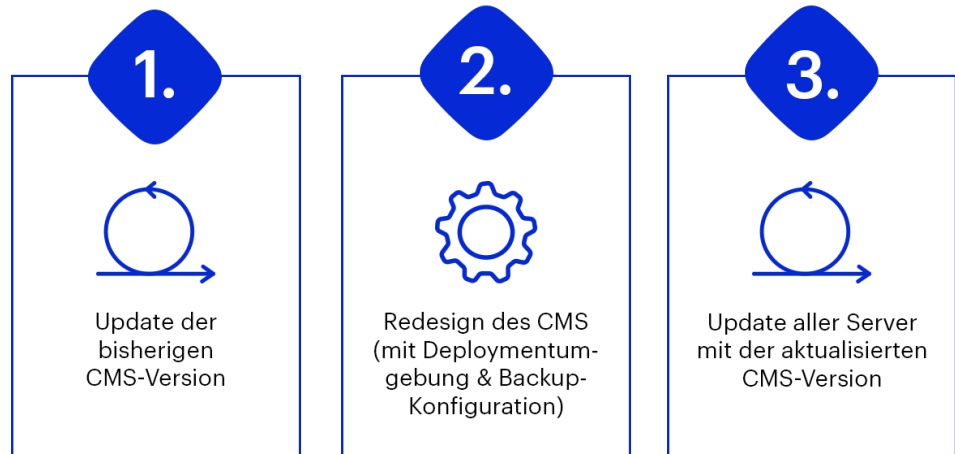 1.
Update der
bisherigen
CMS-Version
2.
Redesign des CMS
(mit Deploymentum-
gebung & Backup-
Konfiguration)
3.
Update aller Server
mit der aktualisierten
CMS-Version